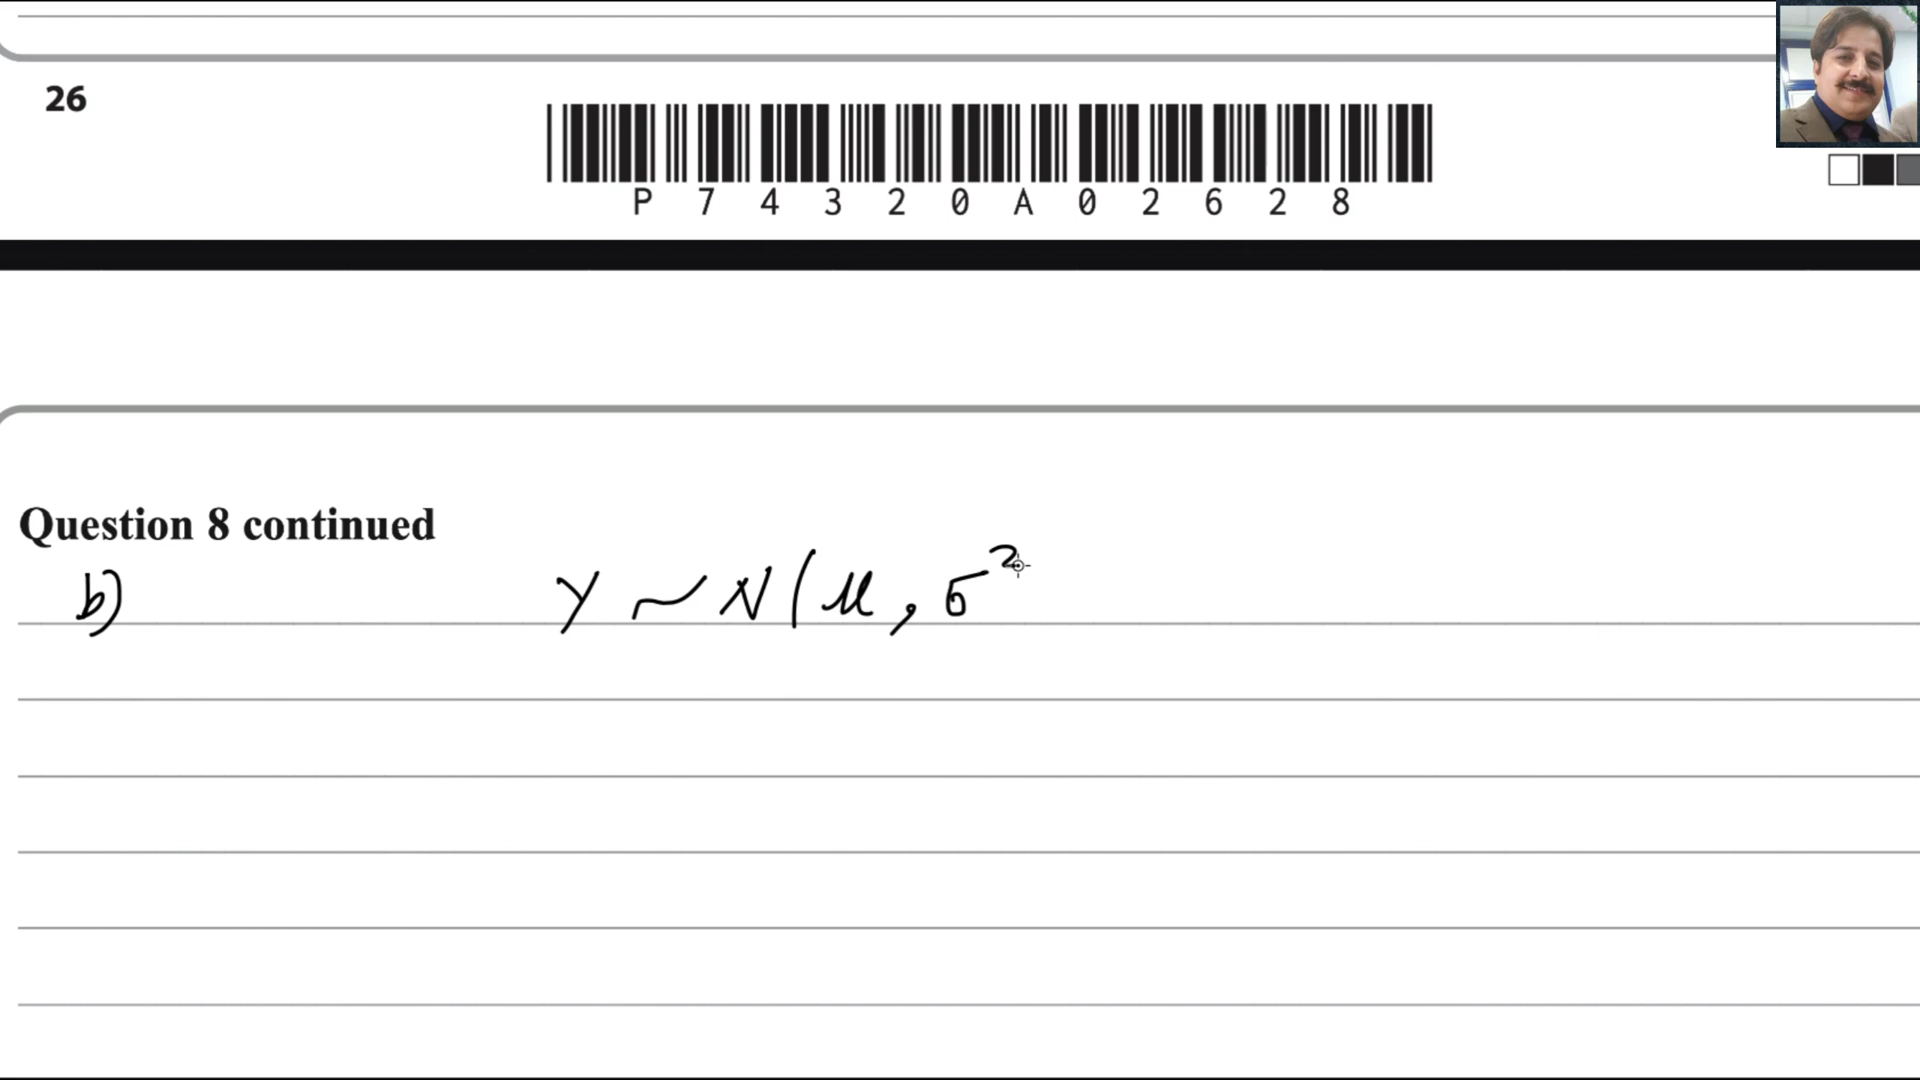 26
P 7 4 3 2 0 A 0 2 6 2 8
Question 8 continued
b) Y ~ N(μ, σ²